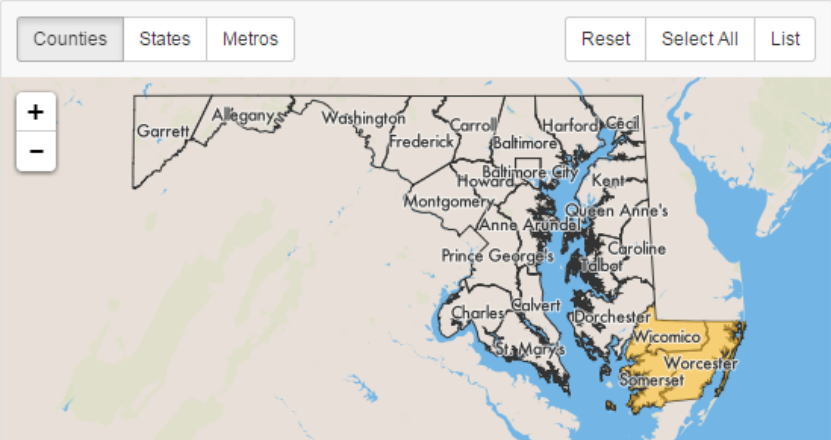 Counties States Metros Reset Select All List
+
-
Garrett Allegany Washington Frederick Carroll Baltimore Harford Cecil
Howard Baltimore City Kent
Montgomery Anne Arundel Queen Anne's
Prince George's Talbot Caroline
Charles Calvert Dorchester
St. Mary's Wicomico
Somerset Worcester